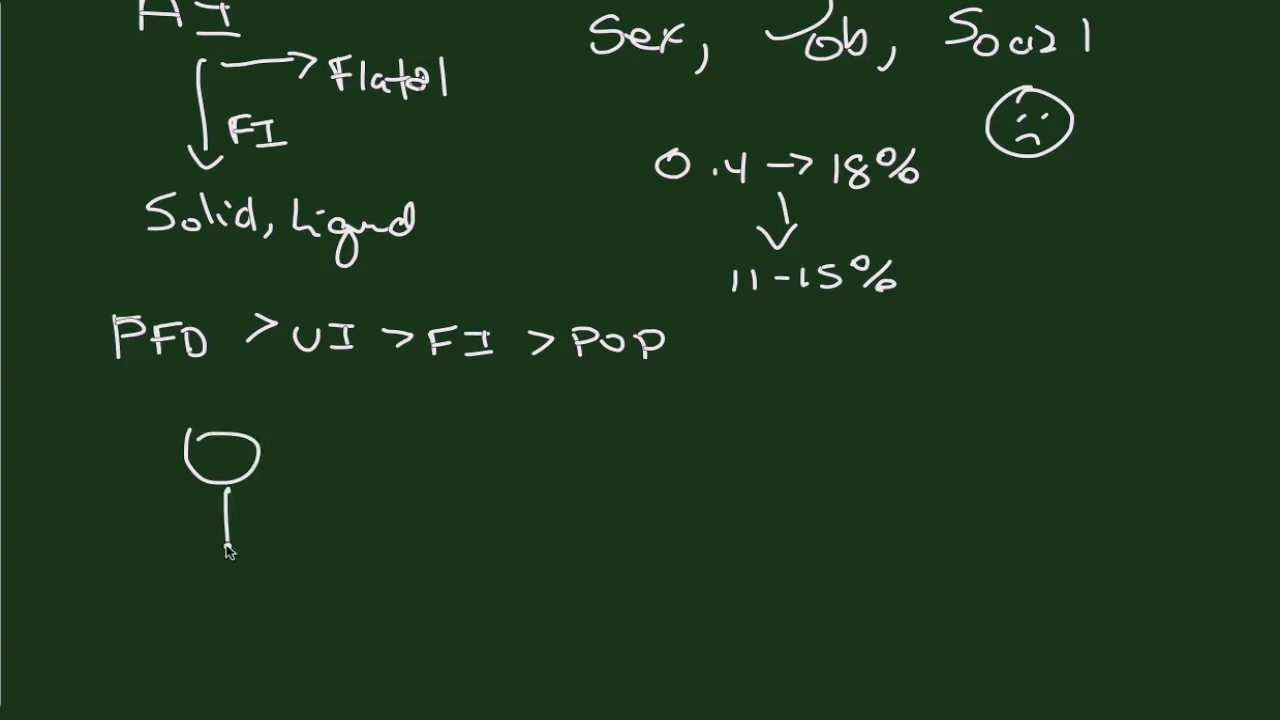 AI
Sex, Job, Social
→ Flatal
FI
0.4 → 18%
Solid, Liquid
11-15%
PFD > UI > FI > POP